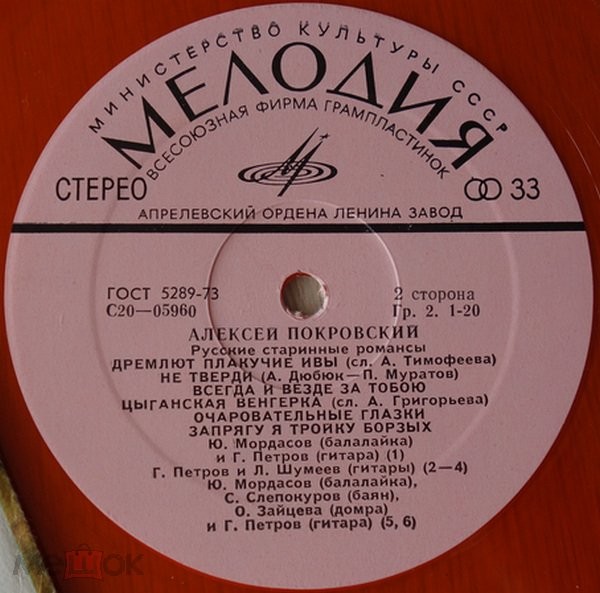 МИНИСТЕРСТВО КУЛЬТУРЫ СССР
МЕЛОДИЯ
ВСЕСОЮЗНАЯ ФИРМА ГРАМПЛАСТИНОК
СТЕРЕО
33
АПРЕЛЕВСКИЙ ОРДЕНА ЛЕНИНА ЗАВОД
ГОСТ 5289-73
2 сторона
С20—05960
Гр. 2. 1-20
АЛЕКСЕЙ ПОКРОВСКИЙ
Русские старинные романсы
ДРЕМЛЮТ ПЛАКУЧИЕ ИВЫ (сл. А. Тимофеева)
НЕ ТВЕРДИ (А. Дюбюк—П. Муратов)
ВСЕГДА И ВЕЗДЕ ЗА ТОБОЮ
ЦЫГАНСКАЯ ВЕНГЕРКА (сл. А. Григорьева)
ОЧАРОВАТЕЛЬНЫЕ ГЛАЗКИ
ЗАПРЯГУ Я ТРОЙКУ БОРЗЫХ
Ю. Мордасов (балалайка)
и Г. Петров (гитара) (1)
Г. Петров и Л. Шумеев (гитары) (2—4)
Ю. Мордасов (балалайка),
С. Слепокуров (баян),
О. Зайцева (домра)
и Г. Петров (гитара) (5, 6)
мешок